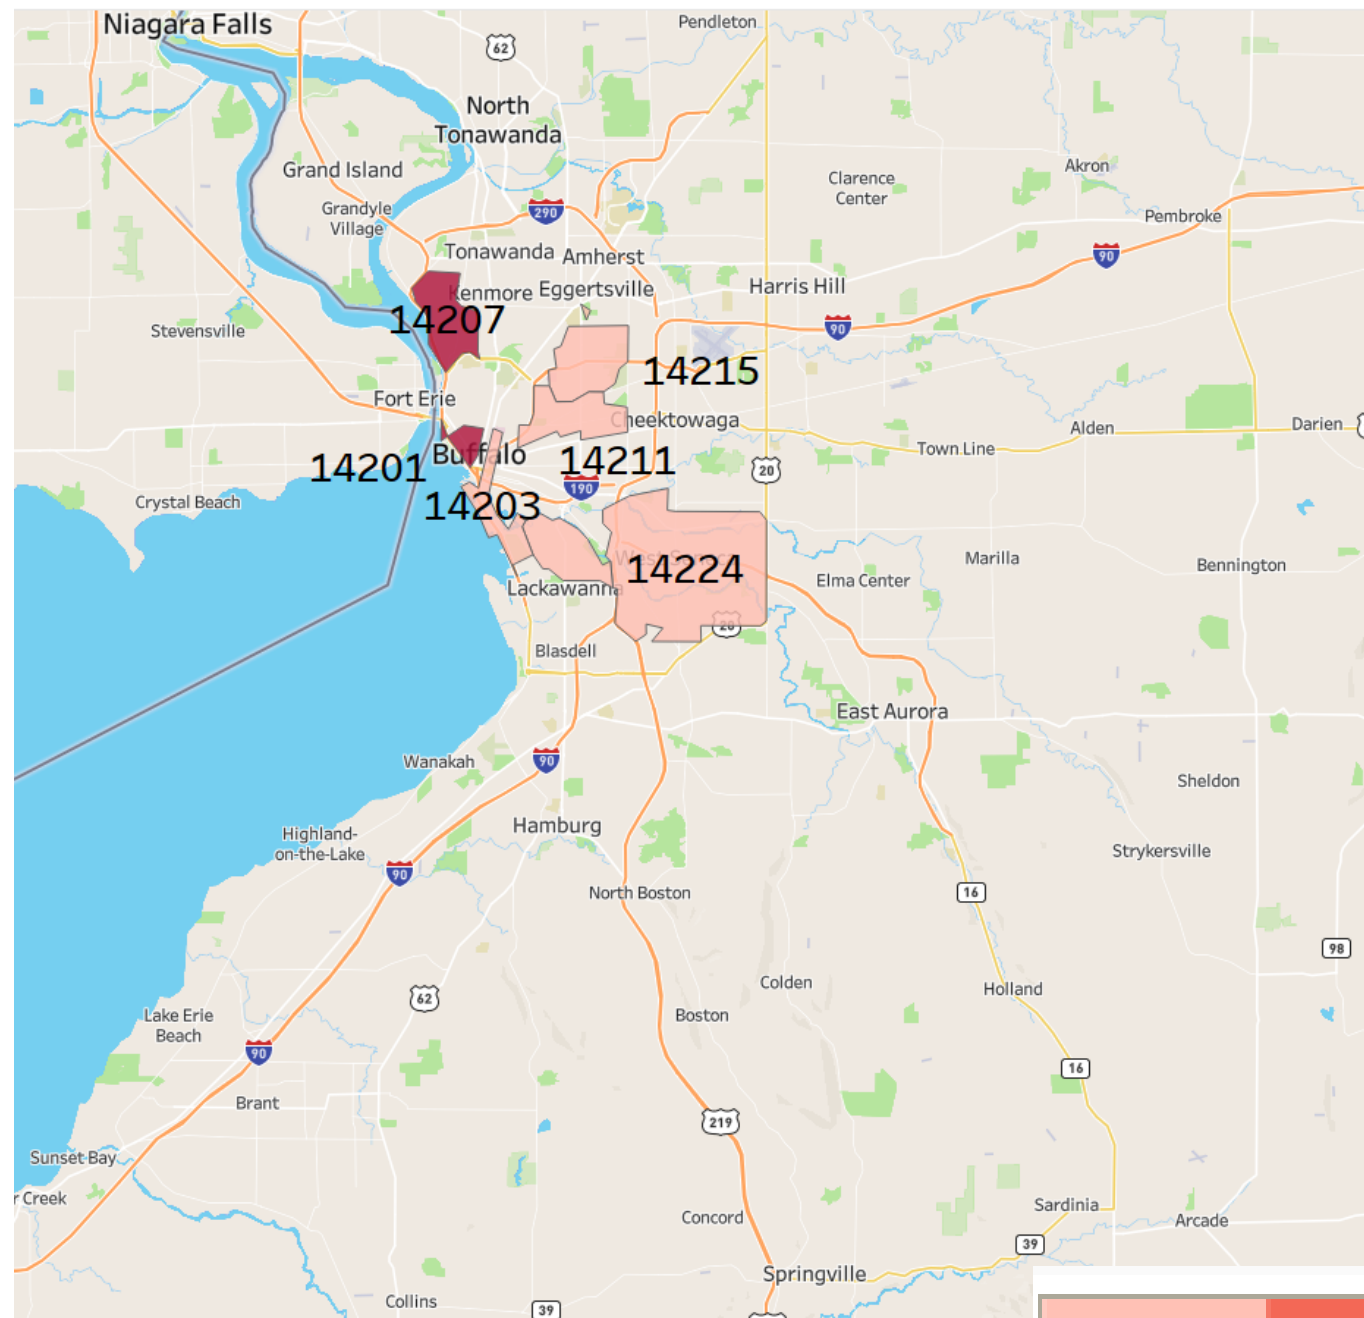 Niagara Falls
Pendleton
62
North
Tonawanda
Grand Island
Akron
Clarence
Center
Grandyle
Village
290
Pembroke
Tonawanda
Amherst
90
Kenmore
Eggertsville
Harris Hill
14207
Stevensville
90
14215
Fort Erie
Cheektowaga
Alden
Darien
Buffalo
Town Line
14201
14211
20
190
Crystal Beach
14203
Marilla
Bennington
14224
Elma Center
Lackawanna
20
Blasdell
East Aurora
Wanakah
90
Sheldon
Hamburg
Highland-
on-the-Lake
Strykersville
90
North Boston
16
98
Colden
Holland
62
Lake Erie
Beach
Boston
90
16
Brant
219
Sunset Bay
r Creek
Sardinia
Concord
Arcade
39
Springville
Collins
39